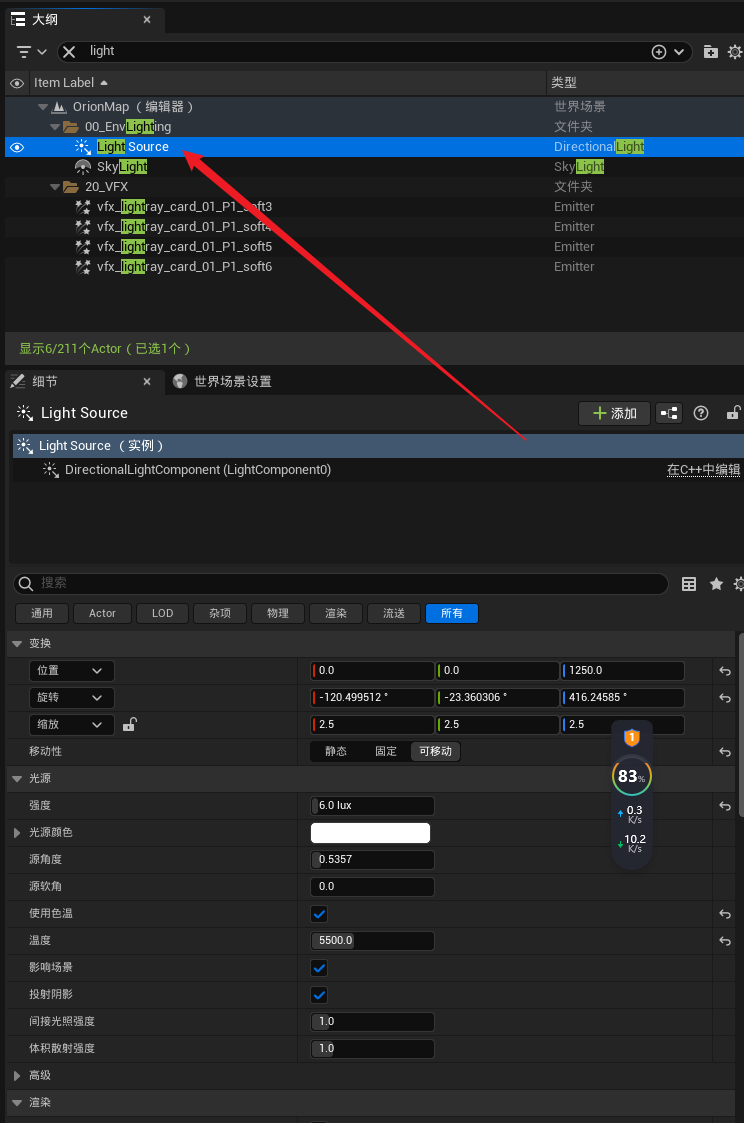 大纲
light
Item Label 类型
OrionMap（编辑器） 世界场景
00_EnvLighting 文件夹
Light Source DirectionalLight
SkyLight SkyLight
20_VFX 文件夹
vfx_lightray_card_01_P1_soft3 Emitter
vfx_lightray_card_01_P1_soft4 Emitter
vfx_lightray_card_01_P1_soft5 Emitter
vfx_lightray_card_01_P1_soft6 Emitter
显示6/211个Actor（已选1个）
细节 世界场景设置
Light Source 添加
Light Source （实例）
DirectionalLightComponent (LightComponent0) 在C++中编辑
搜索
通用 Actor LOD 杂项 物理 渲染 流送 所有
变换
位置 0.0 0.0 1250.0
旋转 -120.499512 ° -23.360306 ° 416.24585 °
缩放 2.5 2.5 2.5
移动性 静态 固定 可移动
1
光源
83%
强度 6.0 lux
0.3
K/s
光源颜色
10.2
K/s
源角度 0.5357
源软角 0.0
使用色温
温度 5500.0
影响场景
投射阴影
间接光照强度 1.0
体积散射强度 1.0
高级
渲染